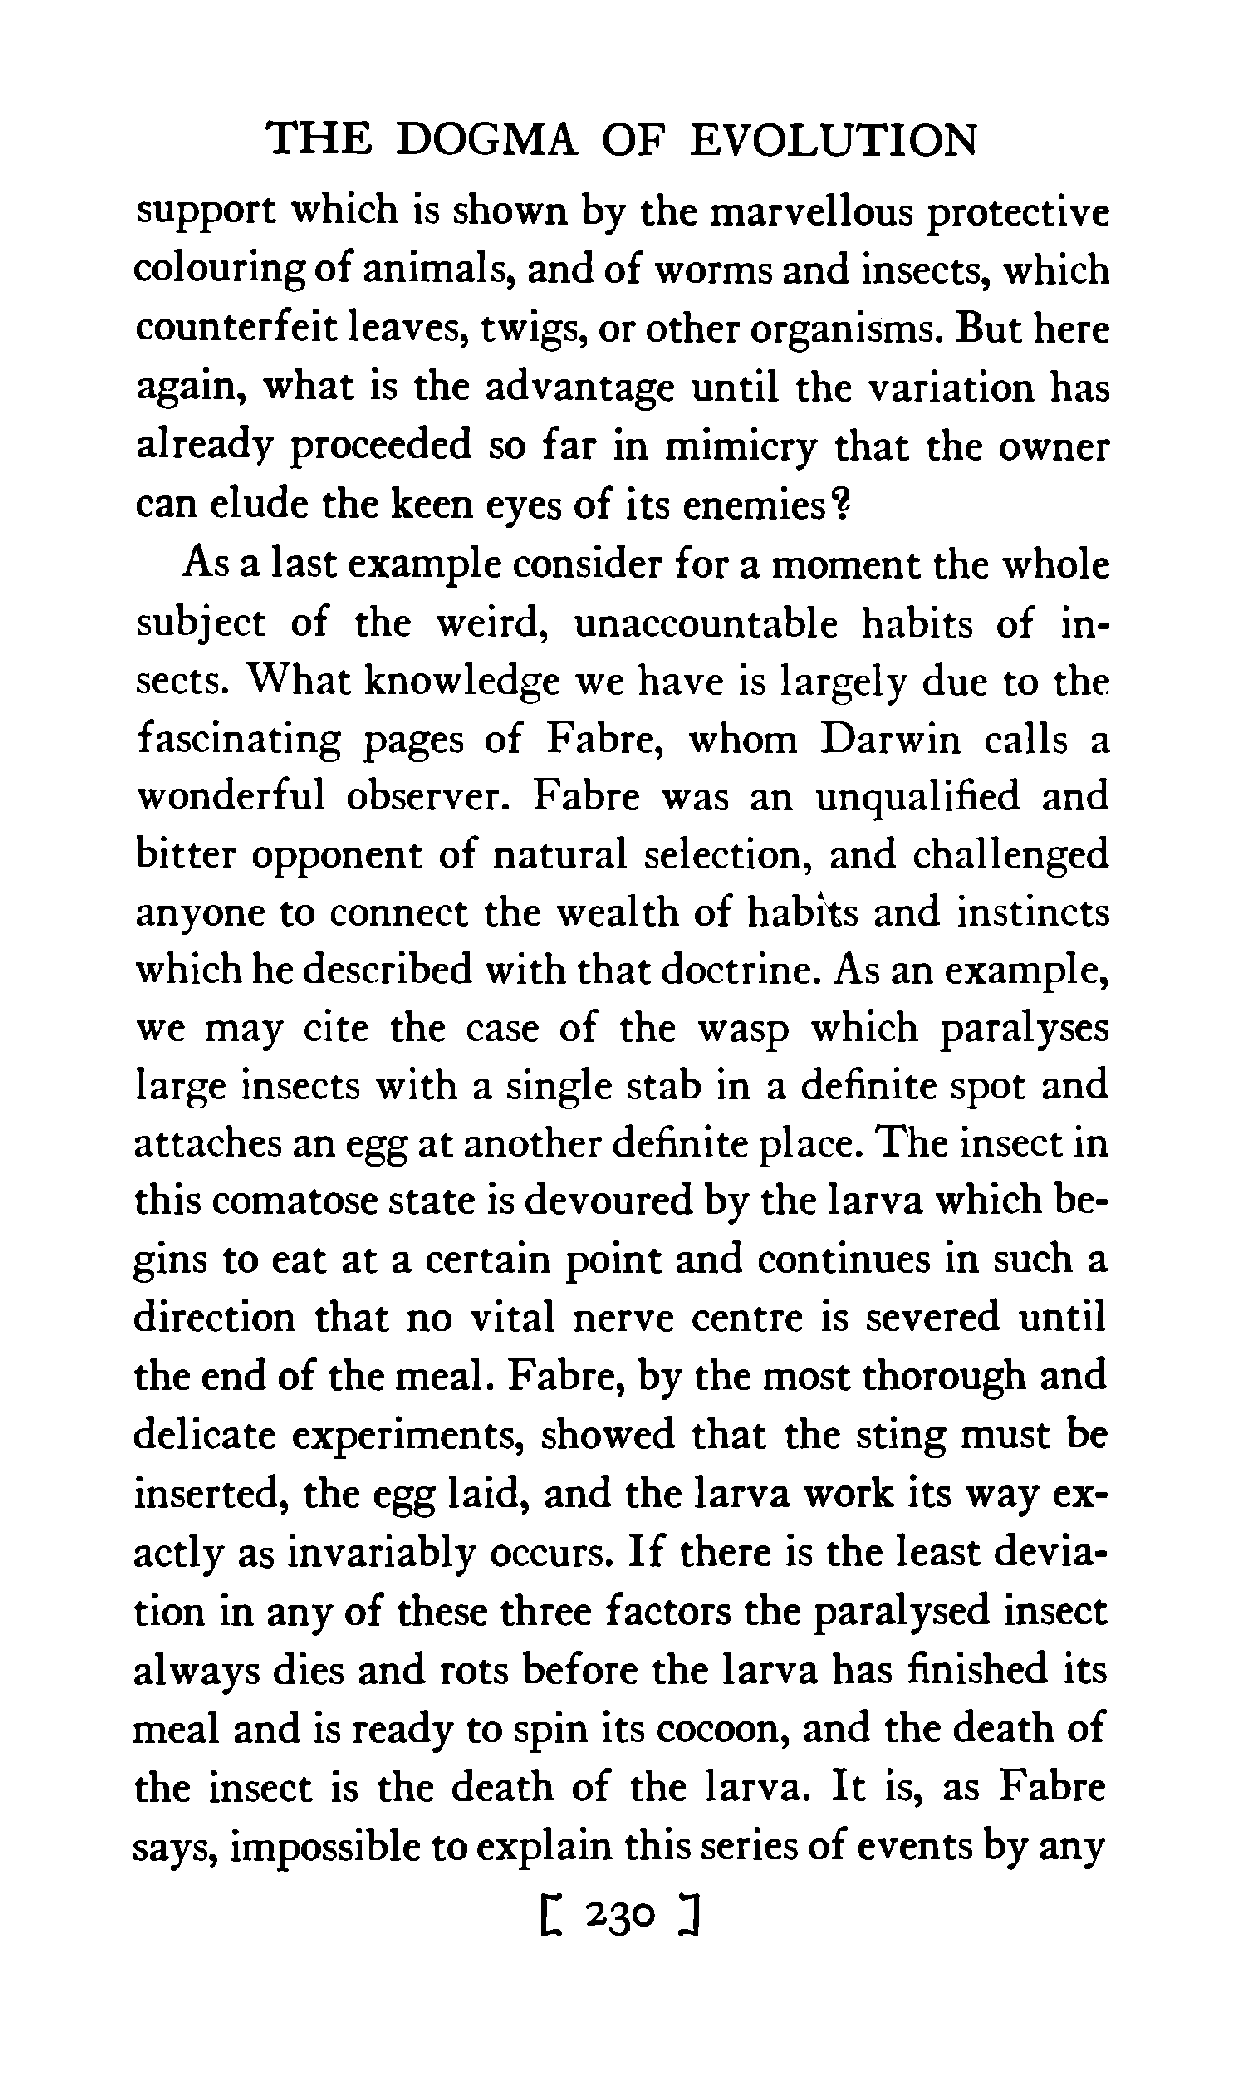 THE DOGMA OF EVOLUTION
support which is shown by the marvellous protective
colouring of animals, and of worms and insects, which
counterfeit leaves, twigs, or other organisms. But here
again, what is the advantage until the variation has
already proceeded so far in mimicry that the owner
can elude the keen eyes of its enemies?
As a last example consider for a moment the whole
subject of the weird, unaccountable habits of in-
sects. What knowledge we have is largely due to the
fascinating pages of Fabre, whom Darwin calls a
wonderful observer. Fabre was an unqualified and
bitter opponent of natural selection, and challenged
anyone to connect the wealth of habits and instincts
which he described with that doctrine. As an example,
we may cite the case of the wasp which paralyses
large insects with a single stab in a definite spot and
attaches an egg at another definite place. The insect in
this comatose state is devoured by the larva which be-
gins to eat at a certain point and continues in such a
direction that no vital nerve centre is severed until
the end of the meal. Fabre, by the most thorough and
delicate experiments, showed that the sting must be
inserted, the egg laid, and the larva work its way ex-
actly as invariably occurs. If there is the least devia-
tion in any of these three factors the paralysed insect
always dies and rots before the larva has finished its
meal and is ready to spin its cocoon, and the death of
the insect is the death of the larva. It is, as Fabre
says, impossible to explain this series of events by any
[ 230 ]